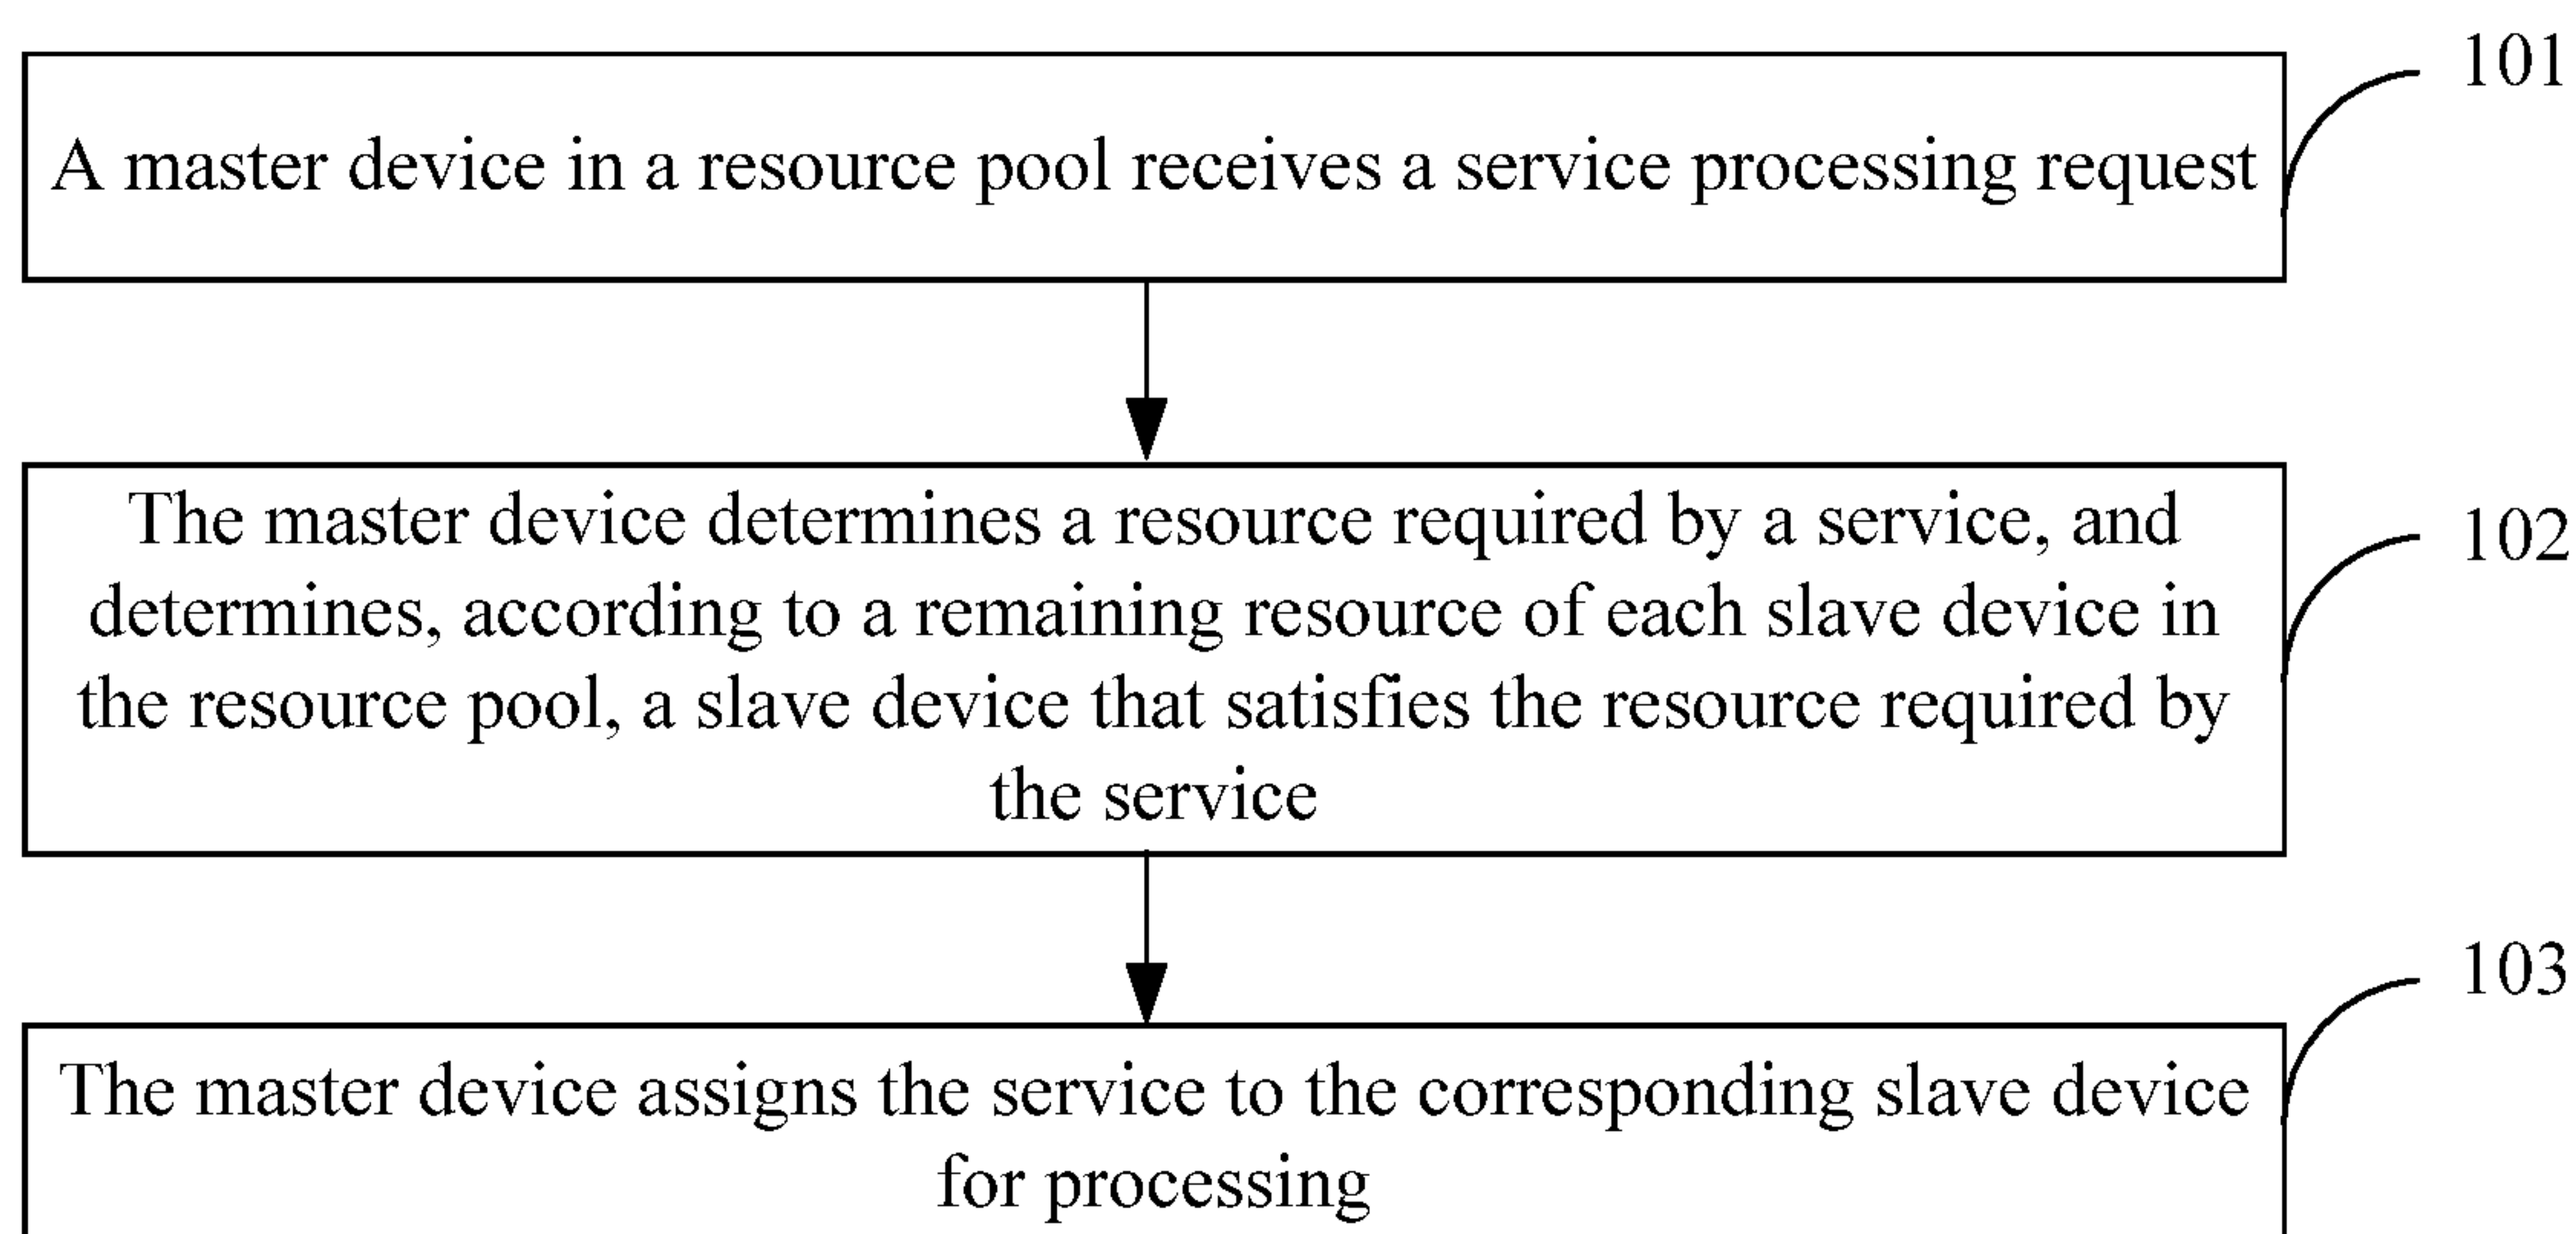 101
A master device in a resource pool receives a service processing request
The master device determines a resource required by a service, and
102
determines, according to a remaining resource of each slave device in
the resource pool, a slave device that satisfies the resource required by
the service
103
The master device assigns the service to the corresponding slave device
for processing